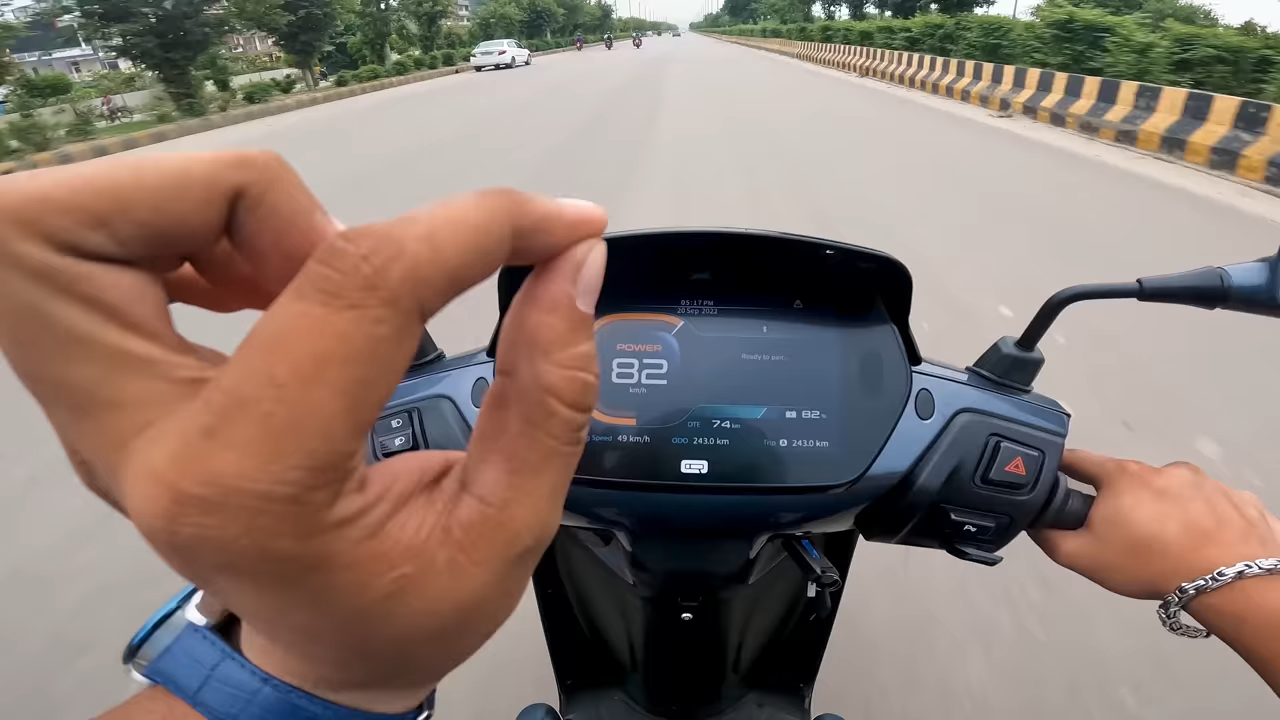 05:17 PM
20 Sep 2022
POWER
82
km/h
Ready to pair..
82%
DTE 74 km
Speed 49 km/h ODO 243.0 km Trip A 243.0 km